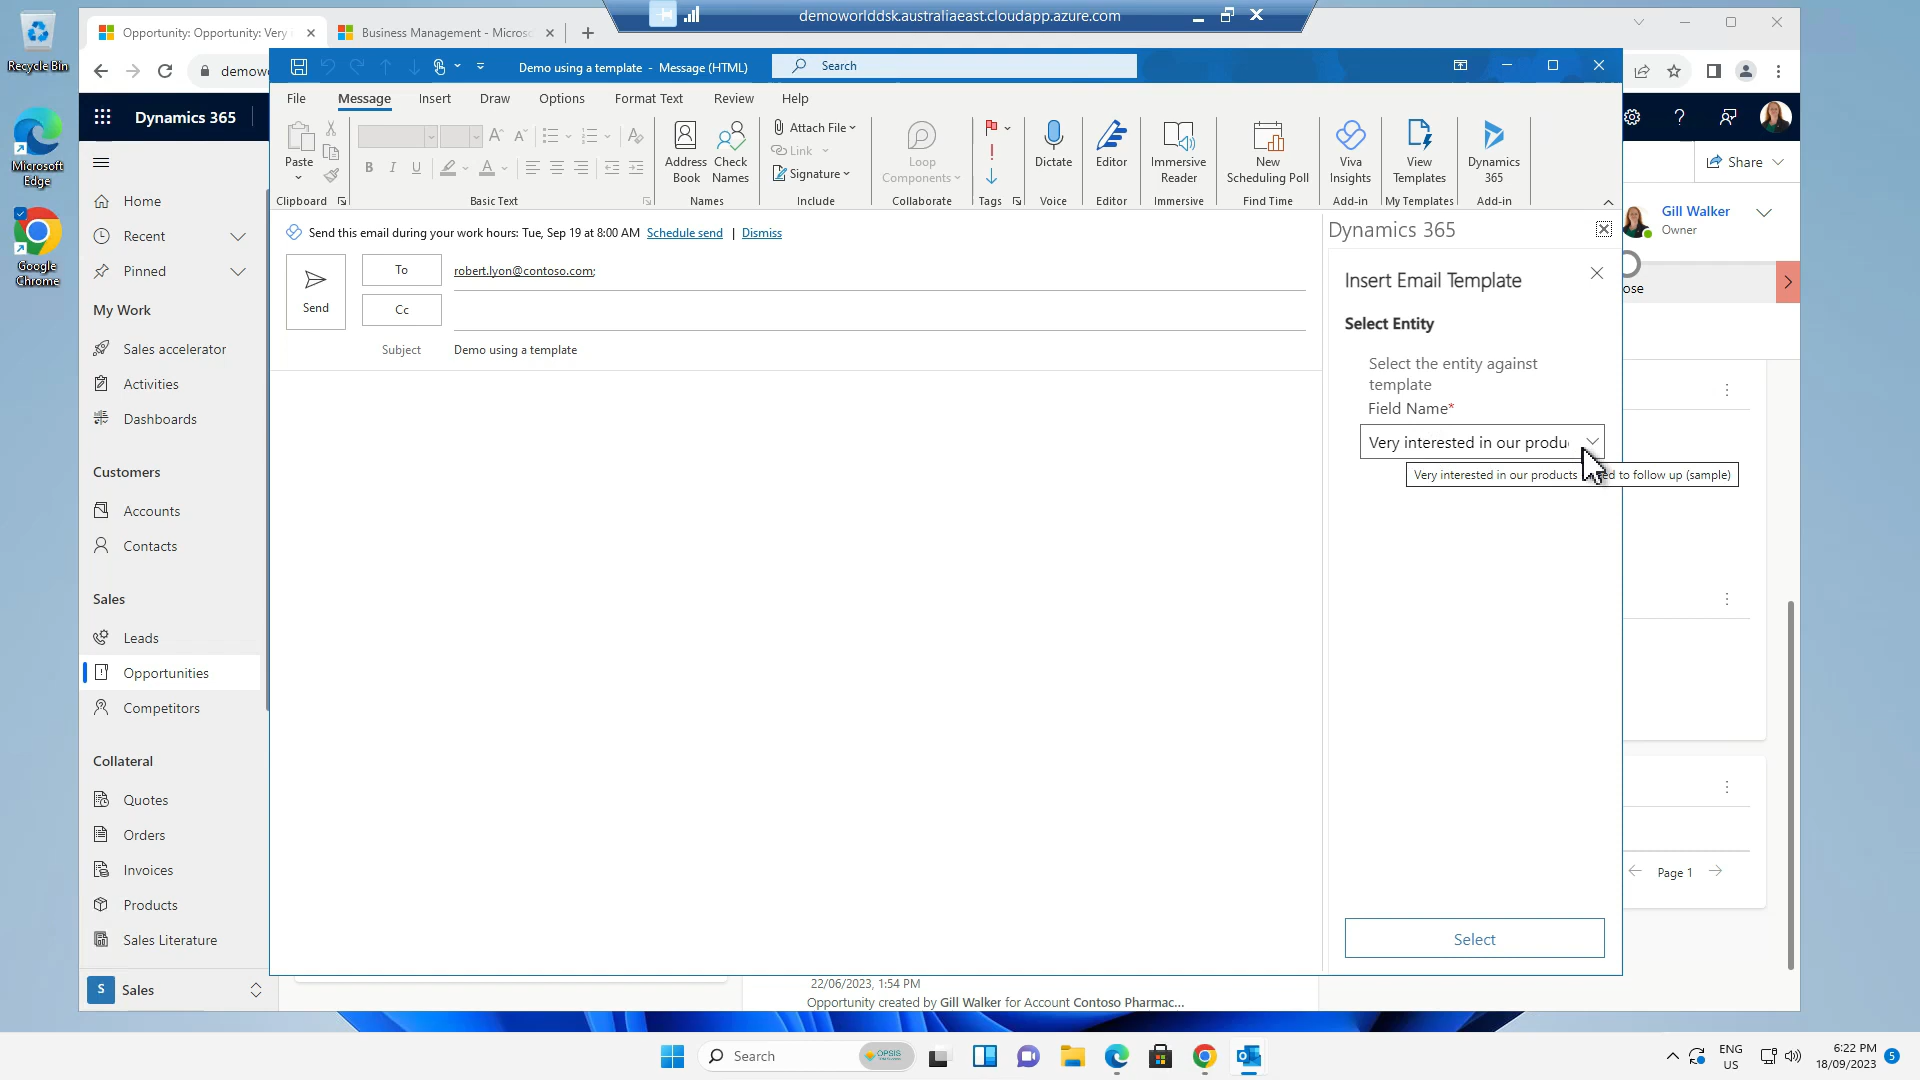 demoworlddsk.australiaeast.cloudapp.azure.com
Recycle Bin
Microsoft
Edge
Google
Chrome
Opportunity: Opportunity: Very
Business Management - Micros
Demo using a template - Message (HTML)
Search
Dynamics 365
File
Message
Insert
Draw
Options
Format Text
Review
Help
Paste
Clipboard
B I U
A A
A
Basic Text
Address
Book
Check
Names
Names
Attach File
Link
Signature
Include
Loop
Components
Collaborate
Tags
Dictate
Voice
Editor
Editor
Immersive
Reader
Immersive
New
Scheduling Poll
Find Time
Viva
Insights
Add-in
View
Templates
My Templates
Dynamics
365
Add-in
Share
Send this email during your work hours: Tue, Sep 19 at 8:00 AM Schedule send | Dismiss
Send
To
robert.lyon@contoso.com;
Cc
Subject
Demo using a template
Dynamics 365
Insert Email Template
Select Entity
Select the entity against
template
Field Name*
Very interested in our produ
Very interested in our products to follow up (sample)
Select
Gill Walker
Owner
ose
Page 1
Home
Recent
Pinned
My Work
Sales accelerator
Activities
Dashboards
Customers
Accounts
Contacts
Sales
Leads
Opportunities
Competitors
Collateral
Quotes
Orders
Invoices
Products
Sales Literature
S Sales
22/06/2023, 1:54 PM
Opportunity created by Gill Walker for Account Contoso Pharmac...
Search
OPSIS
ENG
US
6:22 PM
18/09/2023
5